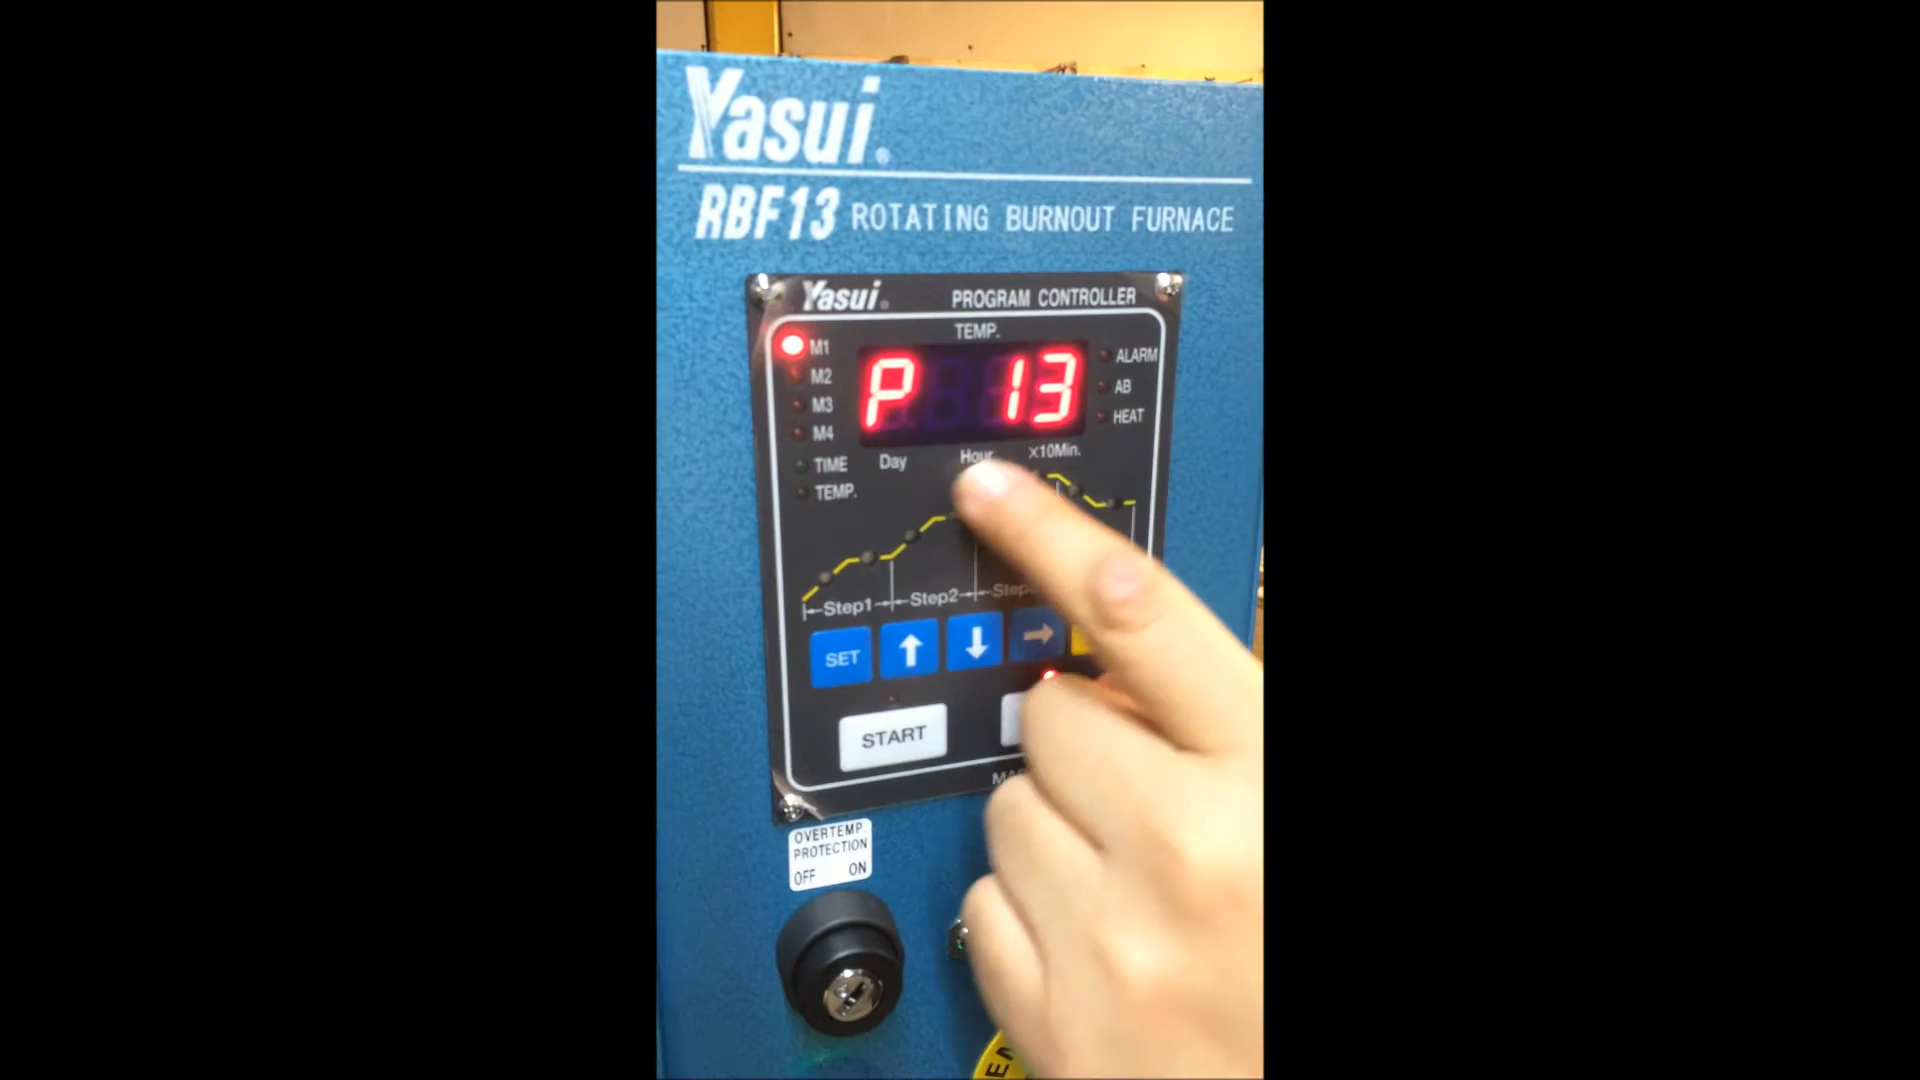 Yasui®
RBF13 ROTATING BURNOUT FURNACE
Yasui® PROGRAM CONTROLLER
TEMP.
M1
M2
M3
M4
TIME
TEMP.
P 13
ALARM
AB
HEAT
Day Hour ×10Min.
Step1 Step2
SET
START
OVERTEMP.
PROTECTION
OFF ON